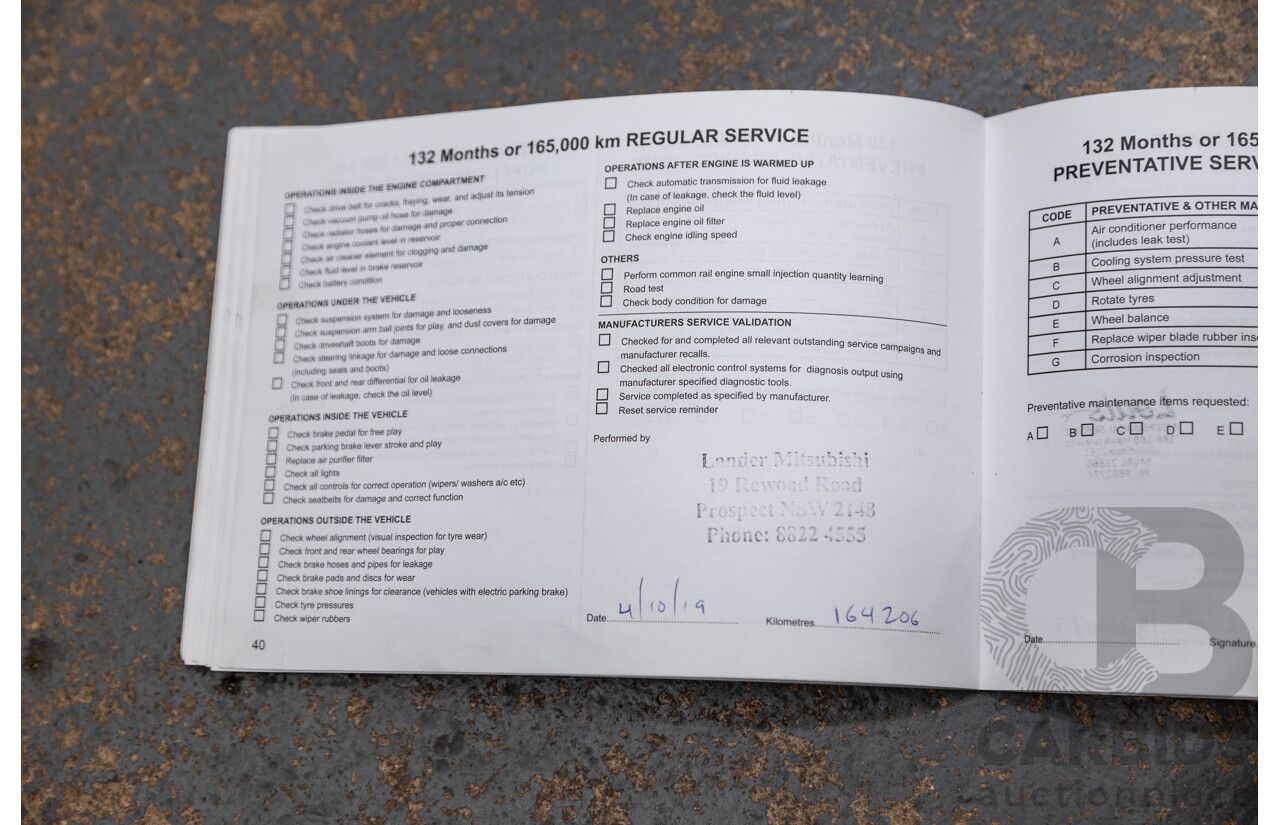 132 Months or 165,000 km REGULAR SERVICE
OPERATIONS INSIDE THE ENGINE COMPARTMENT
Check drive belt for cracks, fraying, wear, and adjust its tension
Check vacuum pump oil hose for damage
Check radiator hoses for damage and proper connection
Check engine coolant level in reservoir
Check air cleaner element for clogging and damage
Check fluid level in brake reservoir
Check battery condition
OPERATIONS UNDER THE VEHICLE
Check suspension system for damage and looseness
Check suspension arm ball joints for play, and dust covers for damage
Check driveshaft boots for damage
Check steering linkage for damage and loose connections
(including seals and boots)
Check front and rear differential for oil leakage
(In case of leakage, check the oil level)
OPERATIONS INSIDE THE VEHICLE
Check brake pedal for free play
Check parking brake lever stroke and play
Replace air purifier filter
Check all lights
Check all controls for correct operation (wipers/ washers a/c etc)
Check seatbelts for damage and correct function
OPERATIONS OUTSIDE THE VEHICLE
Check wheel alignment (visual inspection for tyre wear)
Check front and rear wheel bearings for play
Check brake hoses and pipes for leakage
Check brake pads and discs for wear
Check brake shoe linings for clearance (vehicles with electric parking brake)
Check tyre pressures
Check wiper rubbers
40
OPERATIONS AFTER ENGINE IS WARMED UP
Check automatic transmission for fluid leakage
(In case of leakage, check the fluid level)
Replace engine oil
Replace engine oil filter
Check engine idling speed
OTHERS
Perform common rail engine small injection quantity learning
Road test
Check body condition for damage
MANUFACTURERS SERVICE VALIDATION
Checked for and completed all relevant outstanding service campaigns and
manufacturer recalls.
Checked all electronic control systems for diagnosis output using
manufacturer specified diagnostic tools.
Service completed as specified by manufacturer.
Reset service reminder
Performed by
Lander Mitsubishi
19 Rowood Road
Prospect NSW 2148
Phone: 8822 4555
Date 4/10/19 Kilometres 164206
132 Months or 165
PREVENTATIVE SERV
CODE PREVENTATIVE & OTHER MA
A Air conditioner performance
(includes leak test)
B Cooling system pressure test
C Wheel alignment adjustment
D Rotate tyres
E Wheel balance
F Replace wiper blade rubber ins
G Corrosion inspection
Preventative maintenance items requested:
A B C D E
Date Signature
CARBID
auctionplac